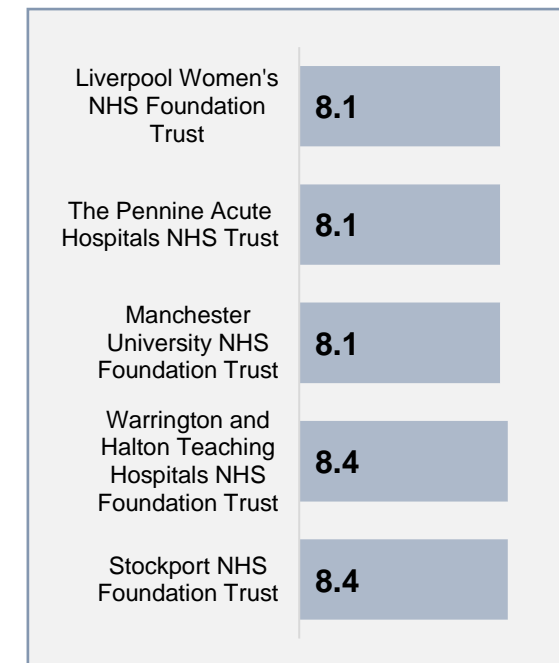 Liverpool Women's
NHS Foundation
Trust
8.1
The Pennine Acute
Hospitals NHS Trust
8.1
Manchester
University NHS
Foundation Trust
8.1
Warrington and
Halton Teaching
Hospitals NHS
Foundation Trust
8.4
Stockport NHS
Foundation Trust
8.4